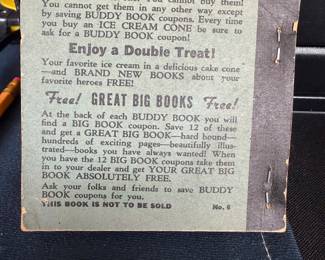 You cannot get them in any other way except
by saving BUDDY BOOK coupons. Every time
you buy an ICE CREAM CONE be sure to
ask for a BUDDY BOOK coupon.
Enjoy a Double Treat!
Your favorite ice cream in a delicious cake cone
—and BRAND NEW BOOKS about your
favorite heroes FREE!
Free! GREAT BIG BOOKS Free!
At the back of each BUDDY BOOK you will
find a BIG BOOK coupon. Save 12 of these
and get a GREAT BIG BOOK—hard bound—
hundreds of exciting pages—beautifully illus-
trated—books you have always wanted! When
you have the 12 BIG BOOK coupons take them
in to your dealer and get YOUR GREAT BIG
BOOK ABSOLUTELY FREE.
Ask your folks and friends to save BUDDY
BOOK coupons for you.
THIS BOOK IS NOT TO BE SOLD No. 6